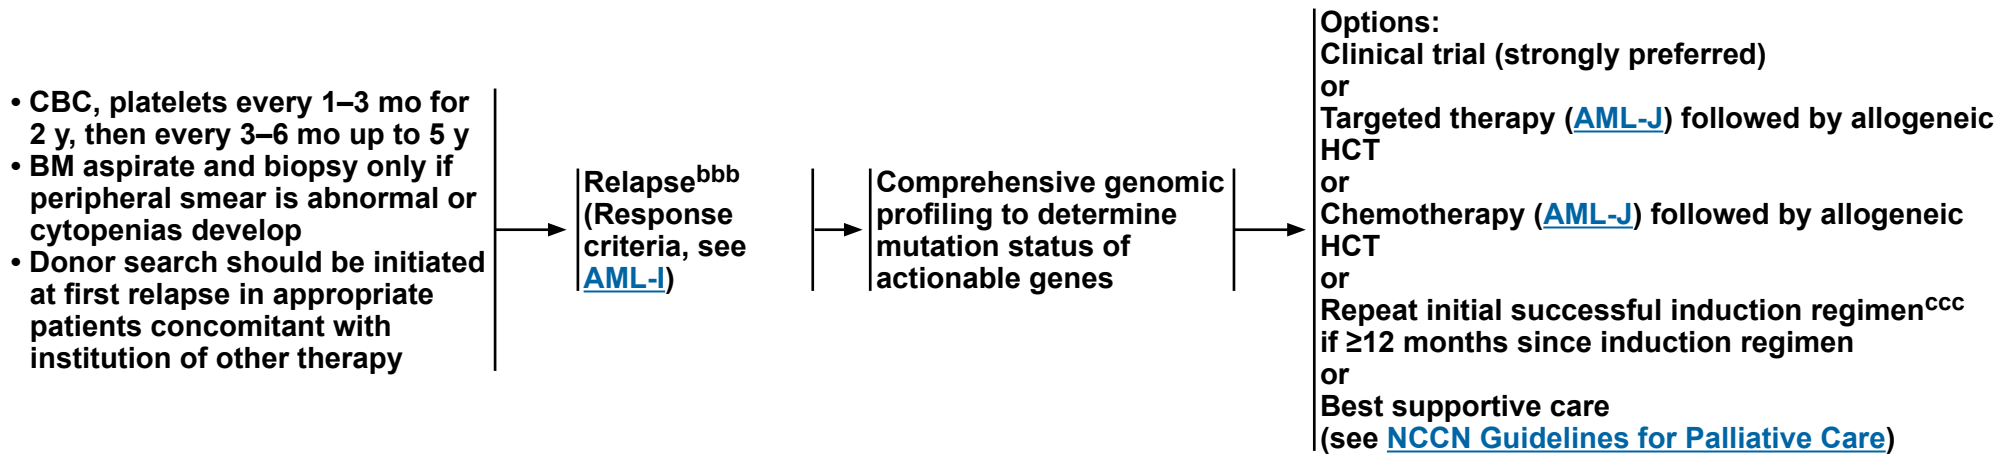 • CBC, platelets every 1–3 mo for
2 y, then every 3–6 mo up to 5 y
• BM aspirate and biopsy only if
peripheral smear is abnormal or
cytopenias develop
• Donor search should be initiated
at first relapse in appropriate
patients concomitant with
institution of other therapy
Relapsebbb
(Response
criteria, see
AML-I)
Comprehensive genomic
profiling to determine
mutation status of
actionable genes
Options:
Clinical trial (strongly preferred)
or
Targeted therapy (AML-J) followed by allogeneic
HCT
or
Chemotherapy (AML-J) followed by allogeneic
HCT
or
Repeat initial successful induction regimenccc
if ≥12 months since induction regimen
or
Best supportive care
(see NCCN Guidelines for Palliative Care)